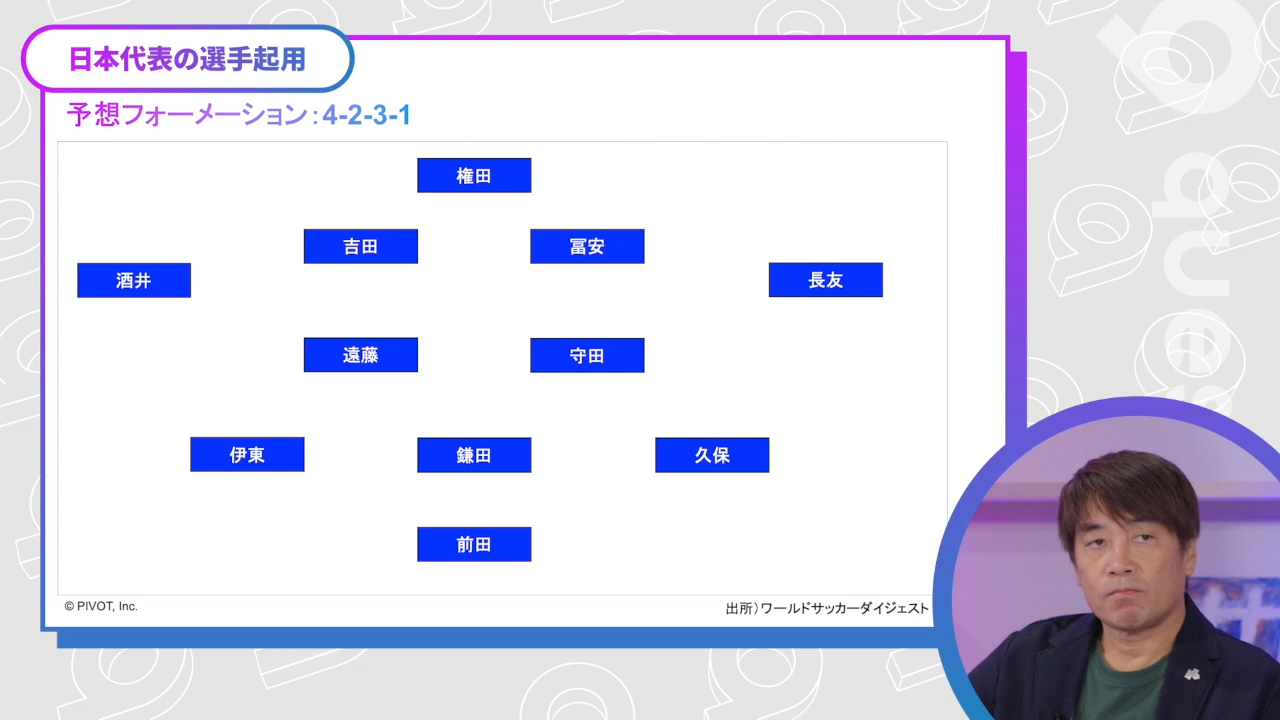 日本代表の選手起用
予想フォーメーション：4-2-3-1
権田
吉田
冨安
酒井
長友
遠藤
守田
伊東
鎌田
久保
前田
© PIVOT, Inc.
出所）ワールドサッカーダイジェスト